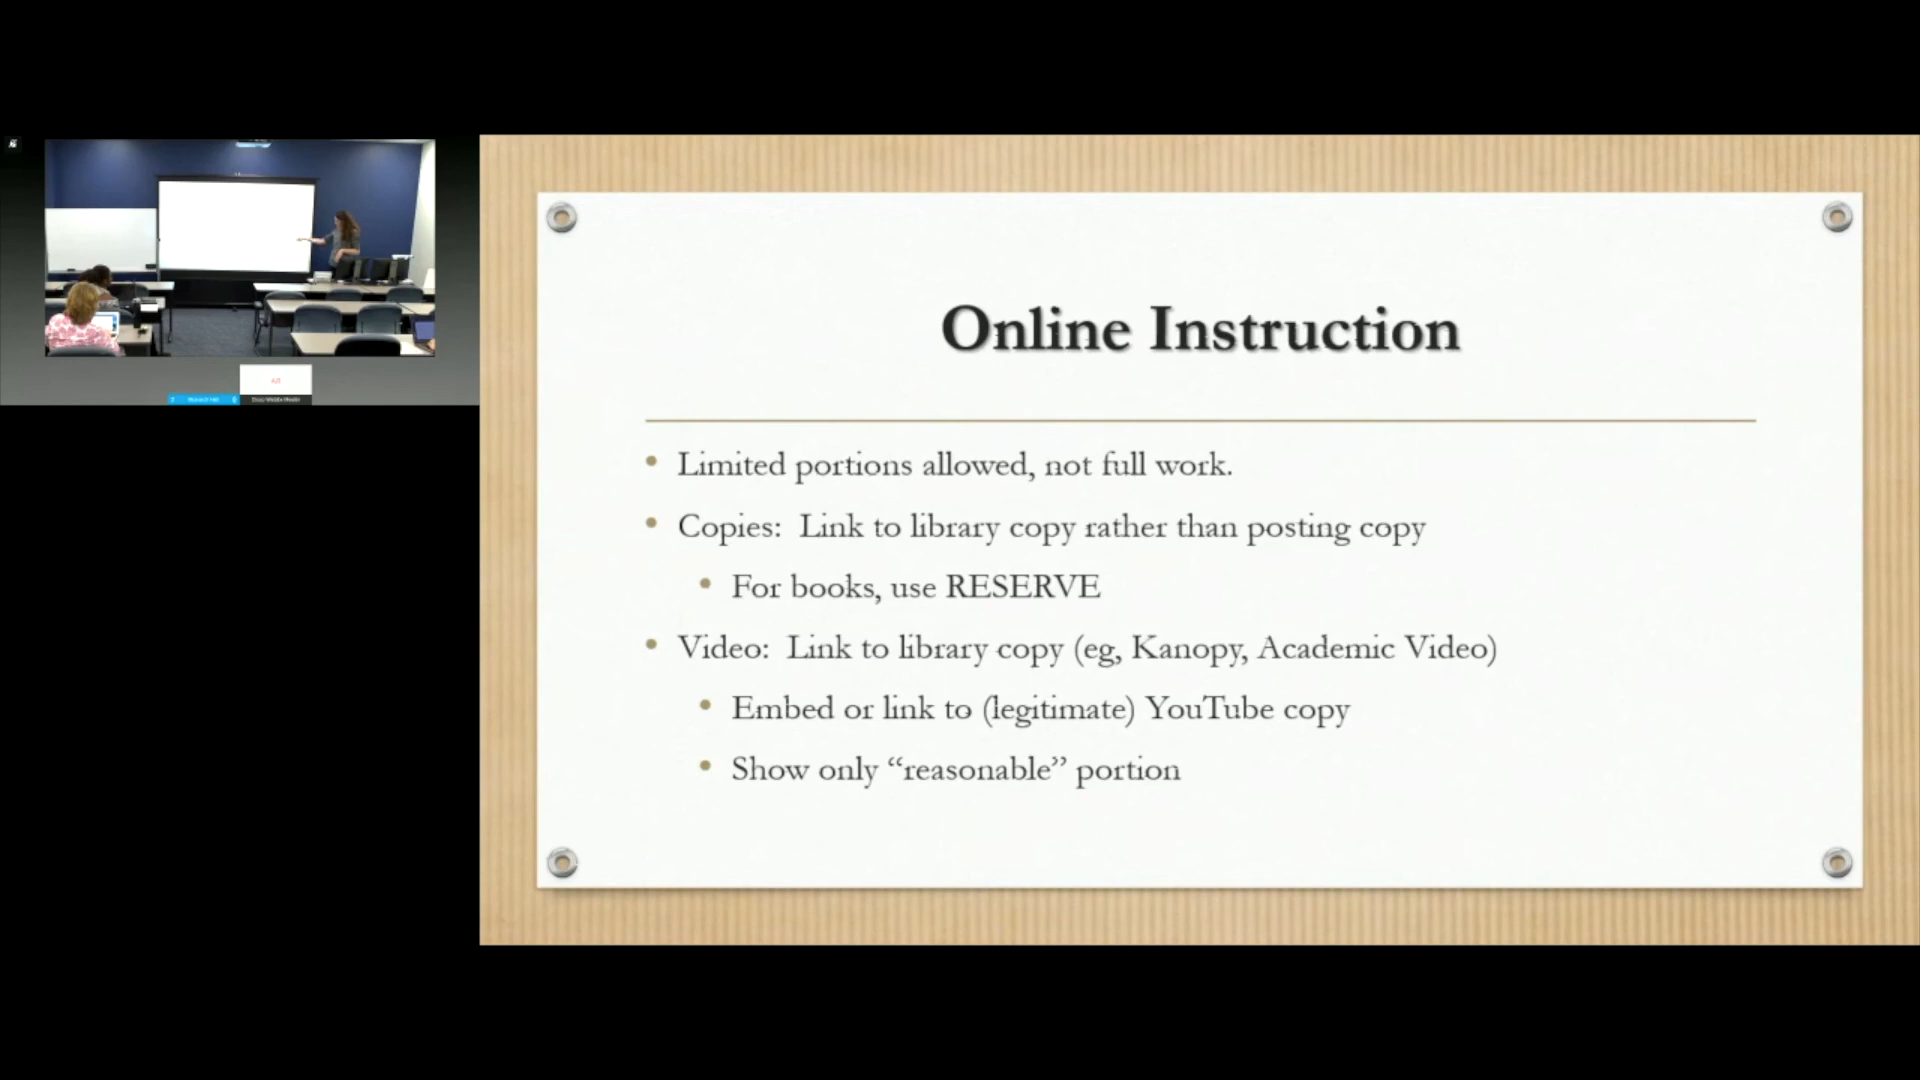 Online Instruction
Limited portions allowed, not full work.
Copies:  Link to library copy rather than posting copy
For books, use RESERVE
Video:  Link to library copy (eg, Kanopy, Academic Video)
Embed or link to (legitimate) YouTube copy
Show only “reasonable” portion